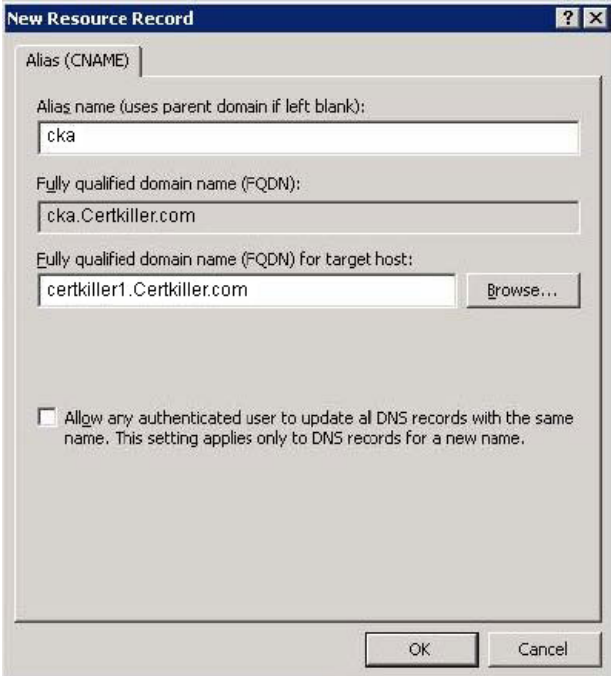 New Resource Record
Alias (CNAME)
Alias name (uses parent domain if left blank):
cka
Fully qualified domain name (FQDN):
cka.Certkiller.com
Fully qualified domain name (FQDN) for target host:
certkiller1.Certkiller.com
Browse...
Allow any authenticated user to update al DNS records with the same
name. This setting applies only to DNS records for a new name.
OK
Cancel